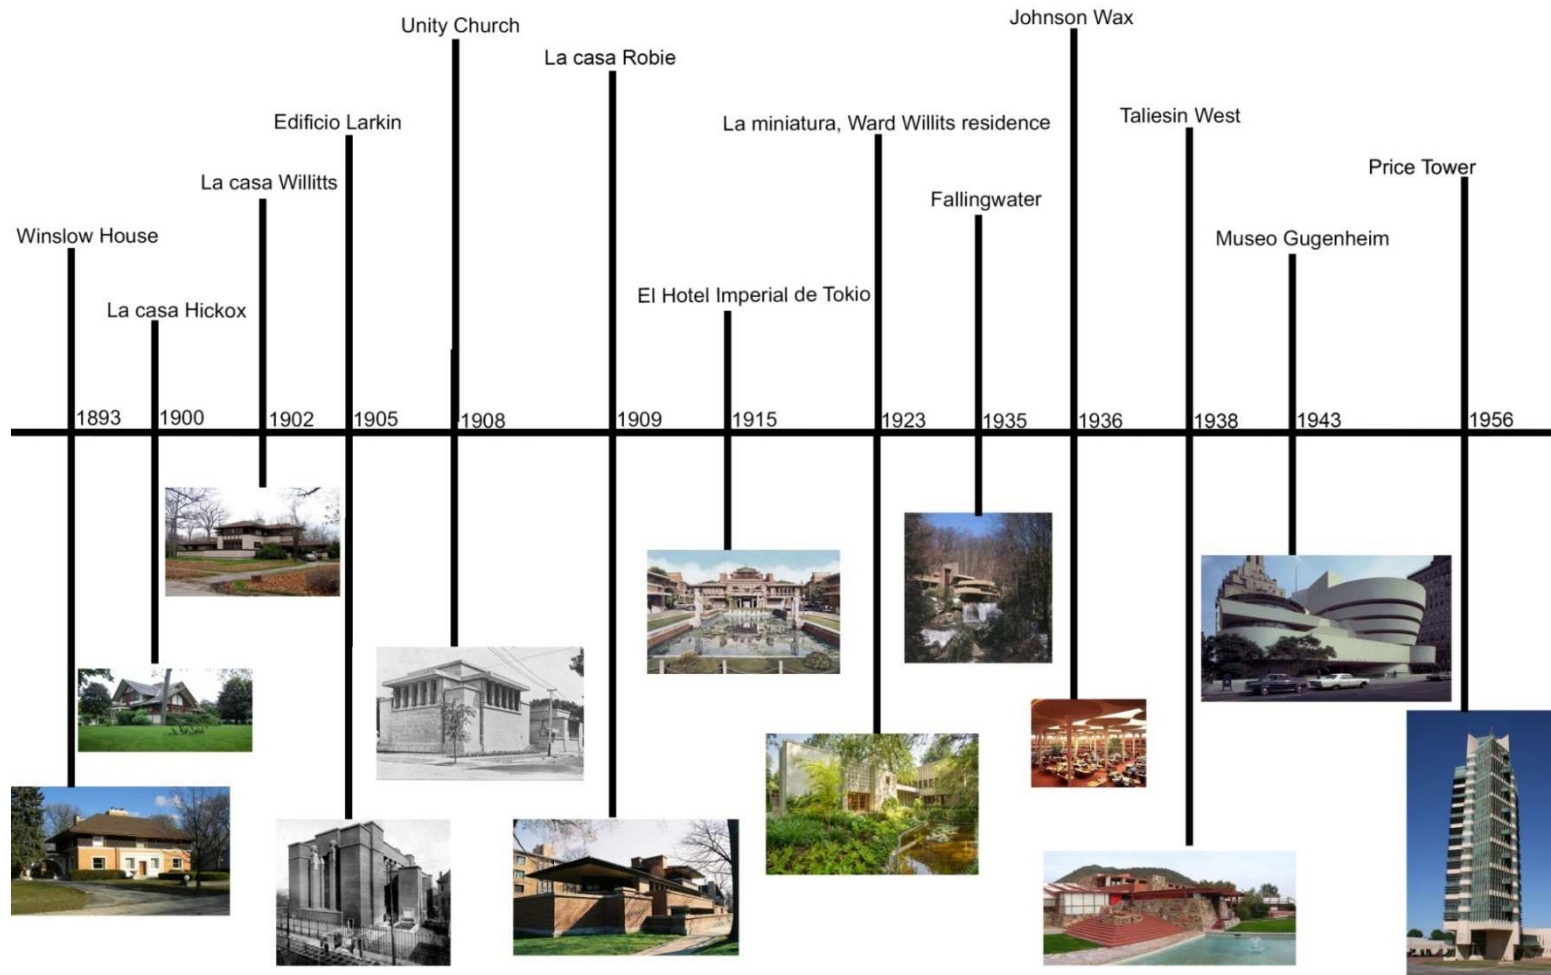 Johnson Wax
Unity Church
La casa Robie
Taliesin West
Edificio Larkin
La miniatura, Ward Willits residence
Price Tower
La casa Willitts
Fallingwater
Winslow House
Museo Gugenheim
El Hotel Imperial de Tokio
La casa Hickox
1893
1900
1902
1905
1908
1909
1915
1923
1935
1936
1938
1943
1956